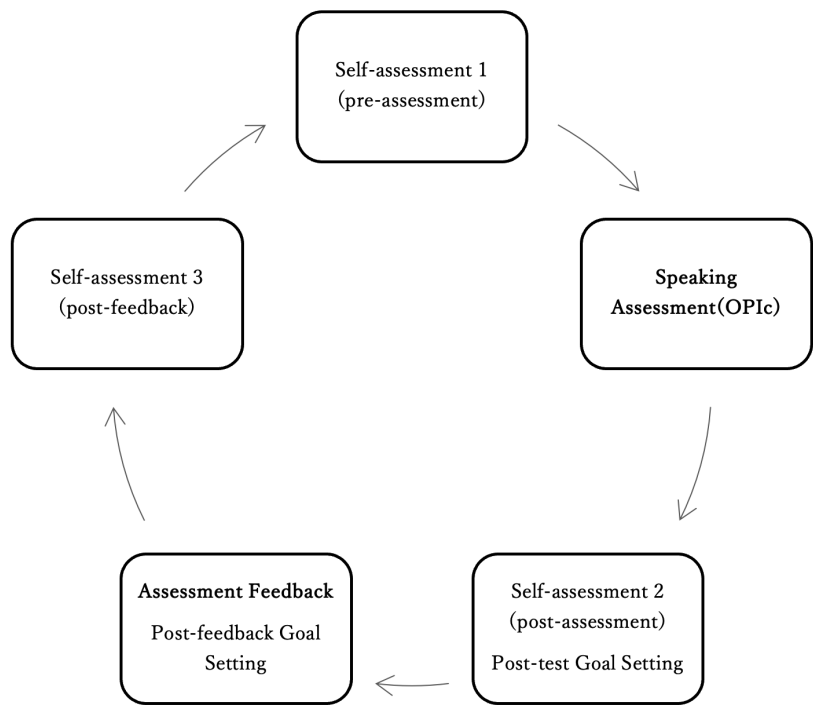 Self-assessment 1
(pre-assessment)
Speaking
Assessment(OPIc)
Self-assessment 2
(post-assessment)
Post-test Goal Setting
Assessment Feedback
Post-feedback Goal
Setting
Self-assessment 3
(post-feedback)